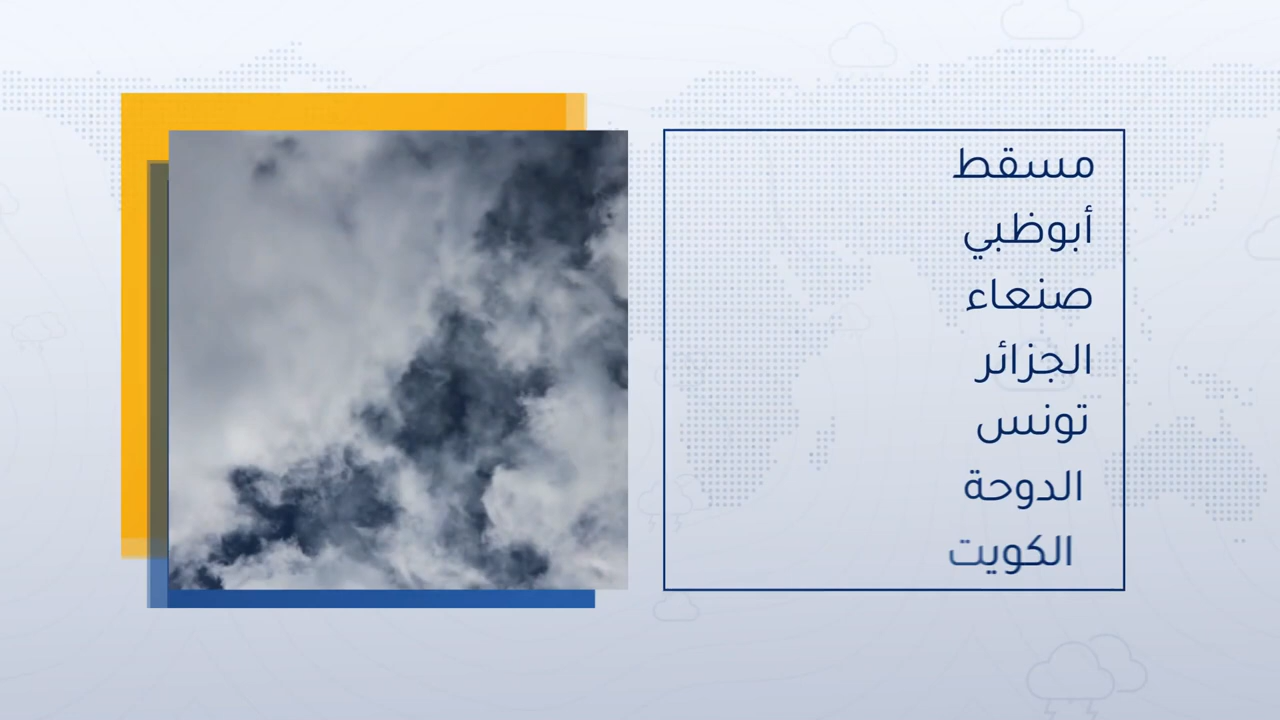 مسقط
أبوظبي
صنعاء
الجزائر
تونس
الدوحة
الكويت